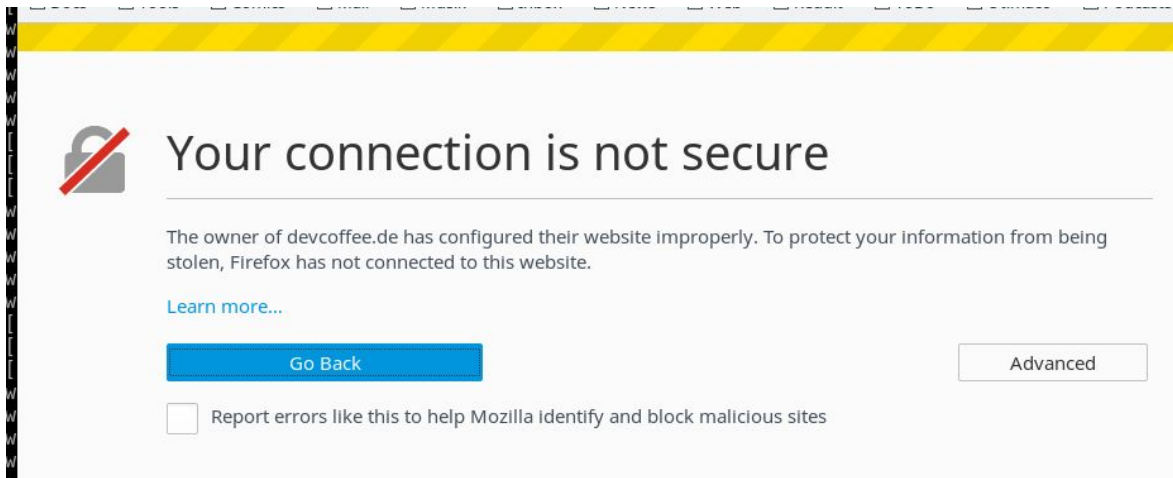 Your connection is not secure
The owner of devcoffee.de has configured their website improperly. To protect your information from being
stolen, Firefox has not connected to this website.
Learn more...
Go Back
Advanced
Report errors like this to help Mozilla identify and block malicious sites